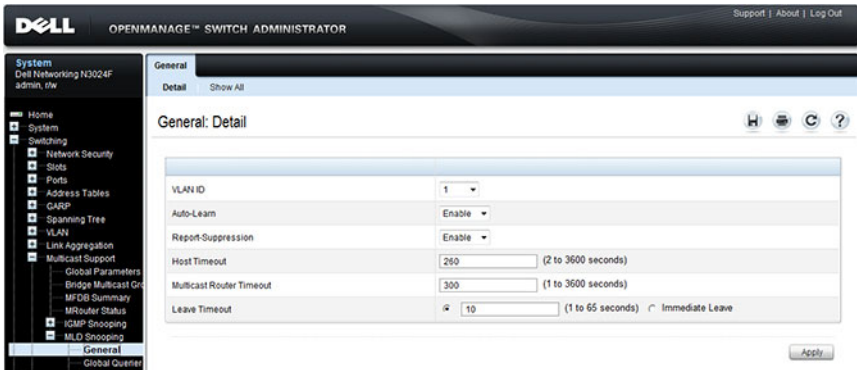 Support | About | Log Out
DELL OPENMANAGE™ SWITCH ADMINISTRATOR
System
Dell Networking N3024F
admin, r/w
Home
System
Switching
Network Security
Slots
Ports
Address Tables
GARP
Spanning Tree
VLAN
Link Aggregation
Multicast Support
Global Parameters
Bridge Multicast Gro
MFDB Summary
MRouter Status
IGMP Snooping
MLD Snooping
General
Global Querier
General
Detail Show All
General: Detail
VLAN ID 1
Auto-Learn Enable
Report-Suppression Enable
Host Timeout 260 (2 to 3600 seconds)
Multicast Router Timeout 300 (1 to 3600 seconds)
Leave Timeout 10 (1 to 65 seconds) Immediate Leave
Apply